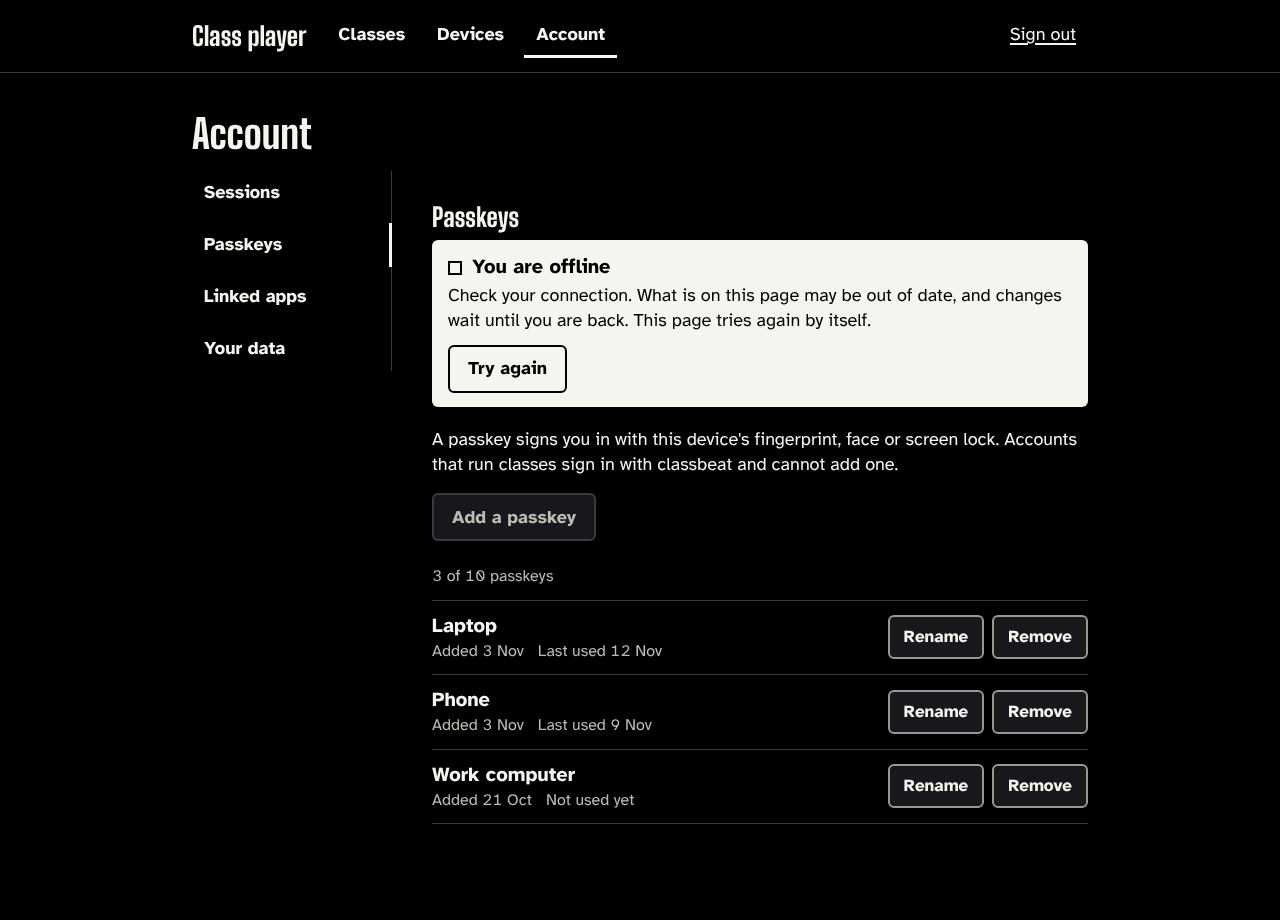 Class player
Classes
Devices
Account
Sign out
Account
Sessions
Passkeys
Linked apps
Your data
Passkeys
You are offline
Check your connection. What is on this page may be out of date, and changes
wait until you are back. This page tries again by itself.
Try again
A passkey signs you in with this device's fingerprint, face or screen lock. Accounts
that run classes sign in with classbeat and cannot add one.
Add a passkey
3 of 10 passkeys
Laptop
Added 3 Nov Last used 12 Nov
Rename
Remove
Phone
Added 3 Nov Last used 9 Nov
Rename
Remove
Work computer
Added 21 Oct Not used yet
Rename
Remove